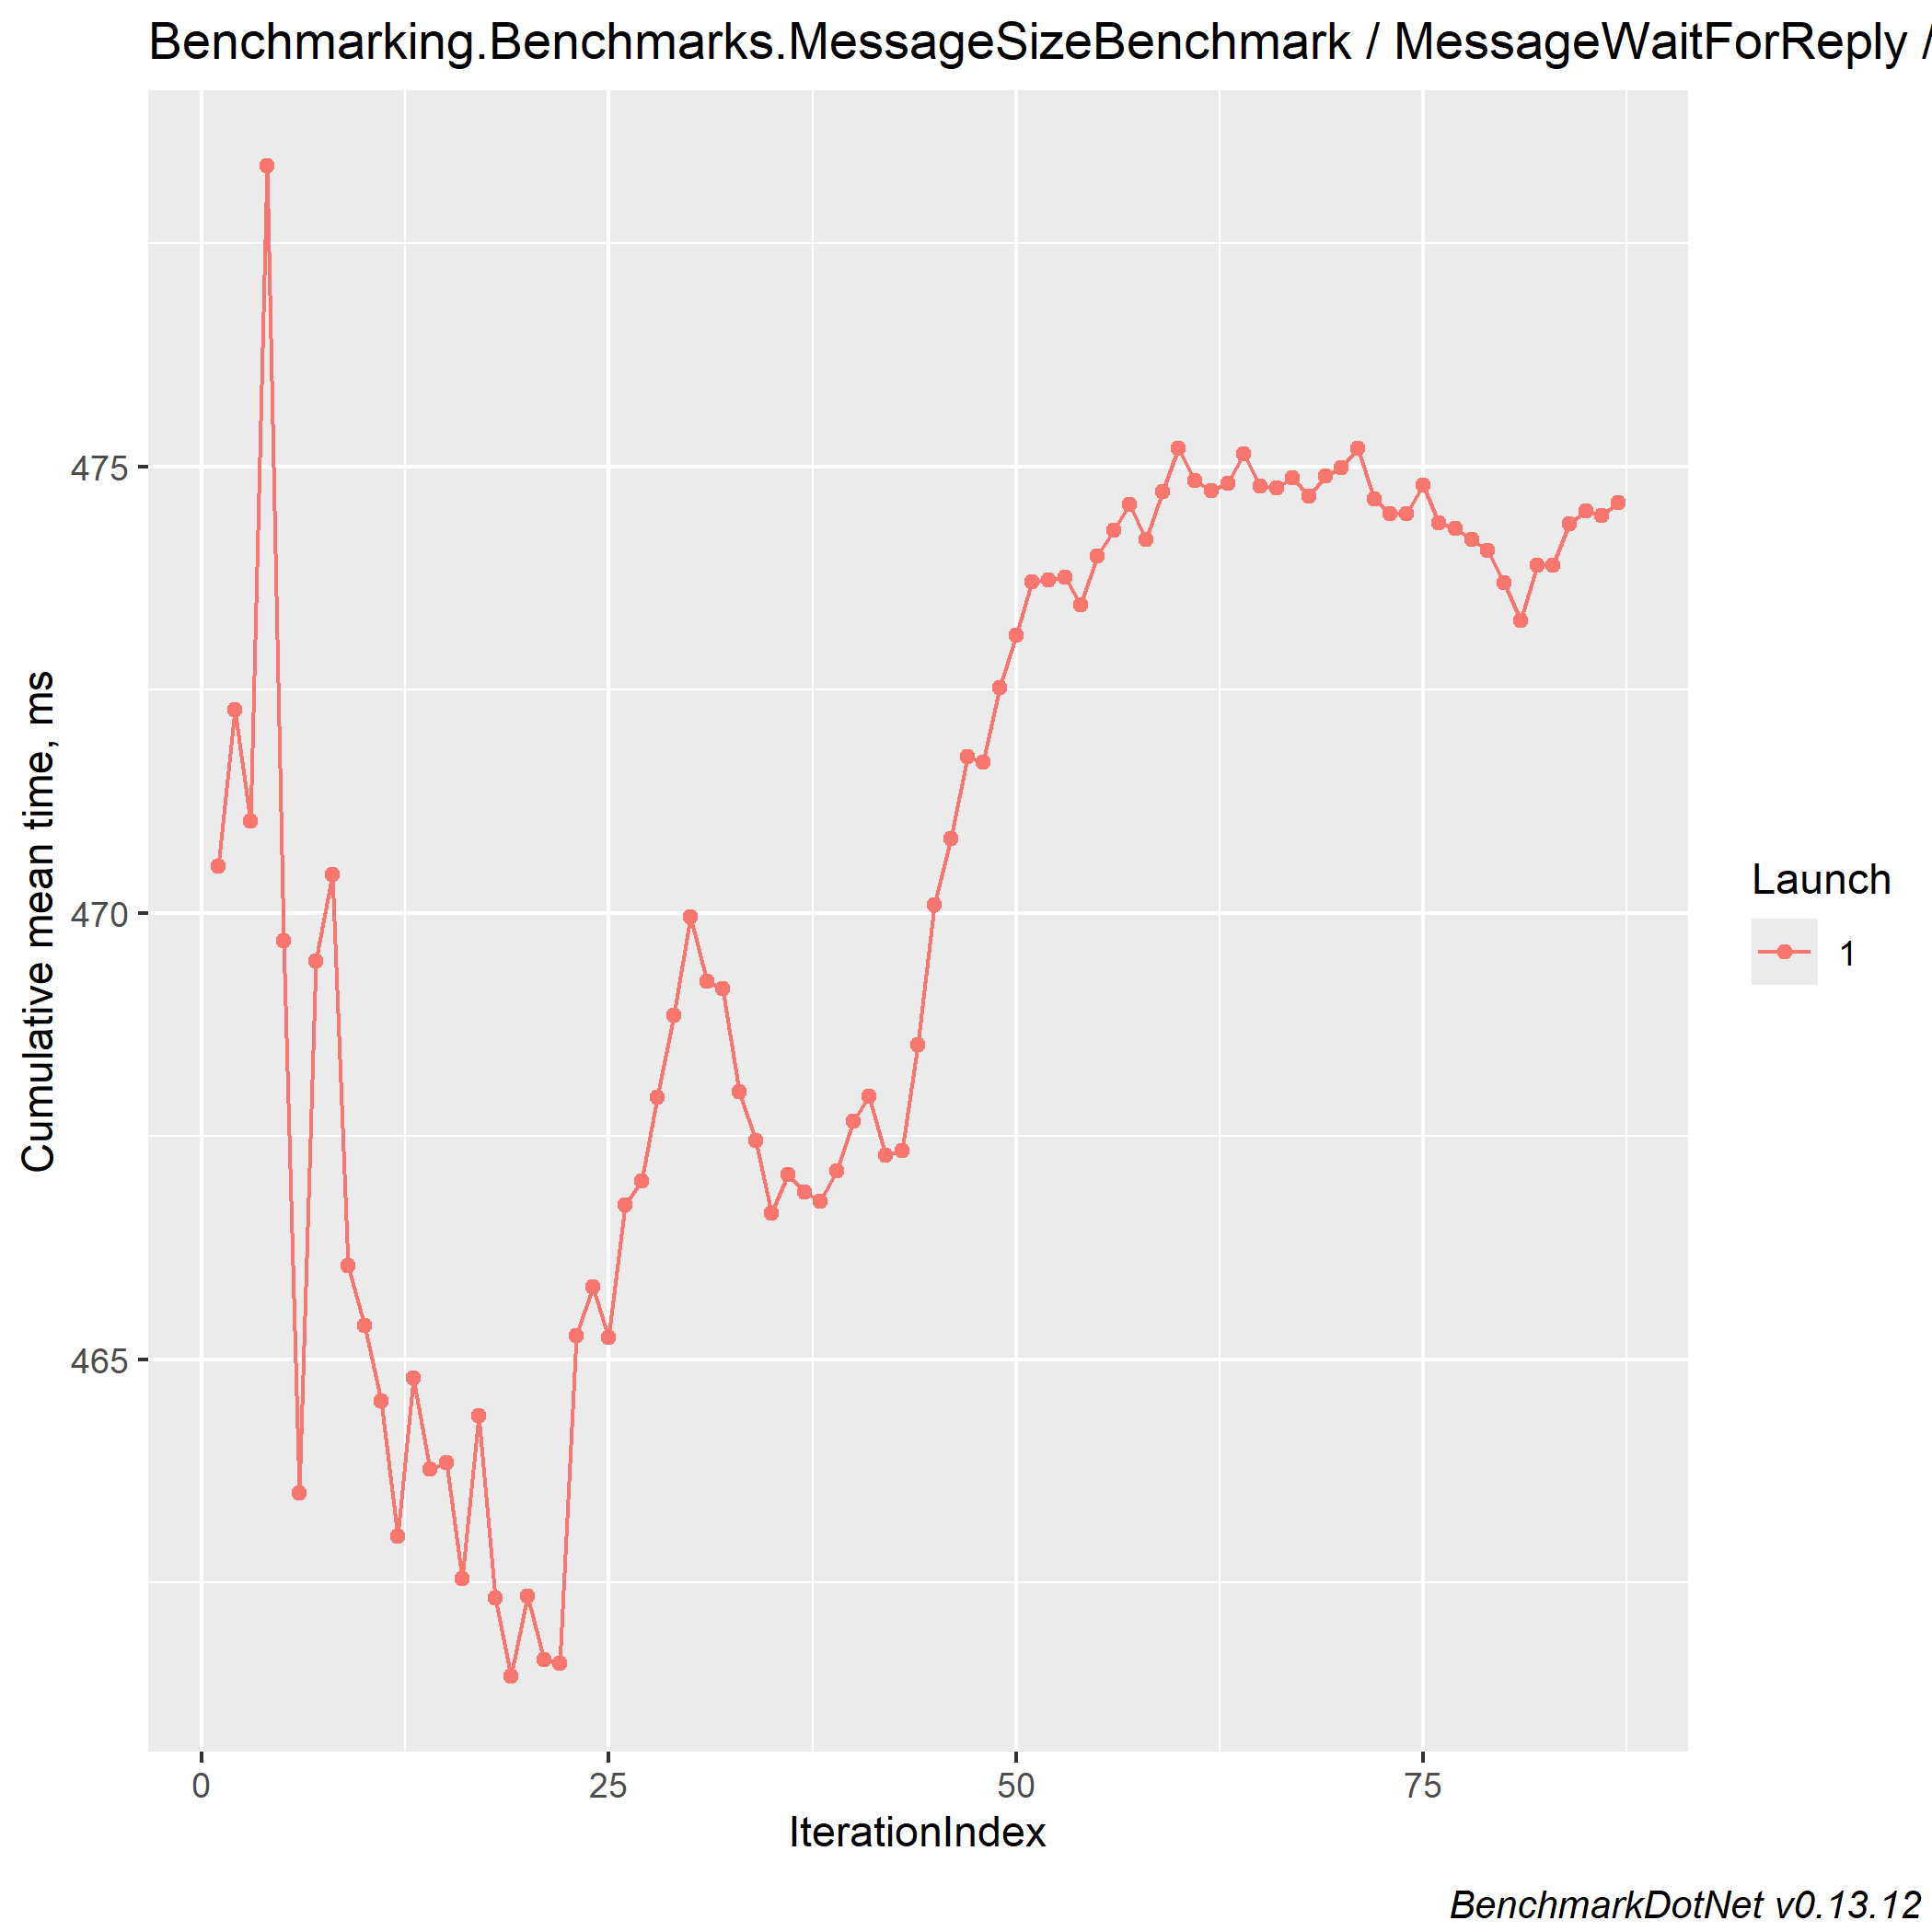 Benchmarking.Benchmarks.MessageSizeBenchmark / MessageWaitForReply /
Cumulative mean time, ms
475
470
465
0 25 50 75
IterationIndex
Launch
1
BenchmarkDotNet v0.13.12